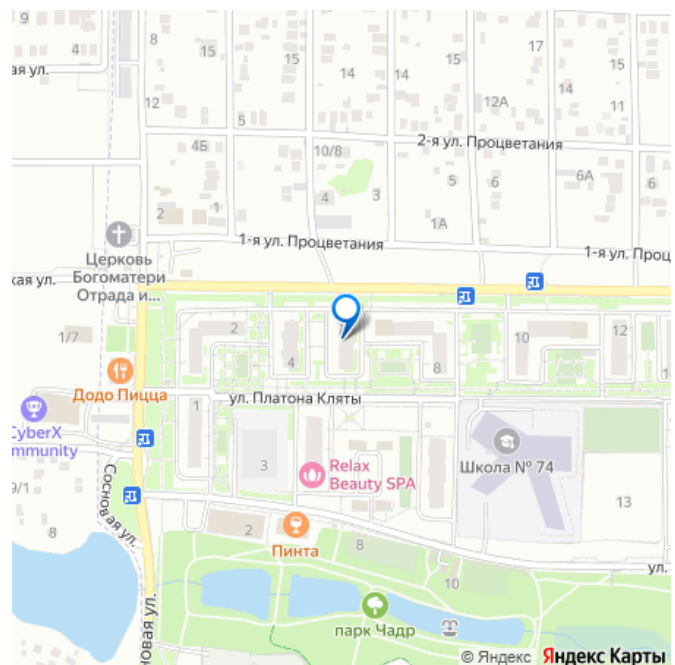 9
4
8
15
15
14
14
17
15
14
11
ая ул.
12
5
12А
4Б
10/8
2-я ул. Процветания
5
6
6А
6
4
3
2
1
1А
1-я ул. Процветания
1-я ул. Проц
Церковь
Богоматери
Отрада и...
кая ул.
1/7
2
4
8
10
12
Додо Пицца
ул. Платона Кляты
1
CyberX
mmunity
3
Relax
Beauty SPA
Школа № 74
9/1
8
Сосновая ул.
2
Пинта
8
10
13
ул.
новая ул.
парк Чадр
© Яндекс Яндекс Карты